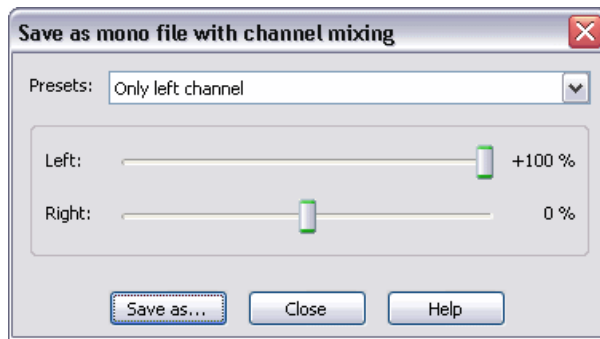 Save as mono file with channel mixing
Presets: Only left channel
Left: +100 %
Right: 0 %
Save as... Close Help